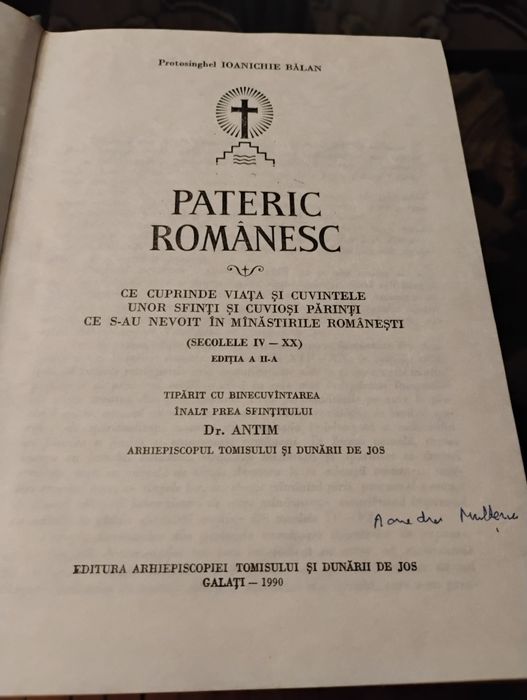 Protosinghel IOANICHIE BĂLAN
PATERIC
ROMÂNESC
CE CUPRINDE VIAȚA ȘI CUVINTELE
UNOR SFINȚI ȘI CUVIOȘI PĂRINȚI
CE S-AU NEVOIT ÎN MÎNĂSTIRILE ROMÂNEȘTI
(SECOLELE IV — XX)
EDIȚIA A II-A
TIPĂRIT CU BINECUVÎNTAREA
ÎNALT PREA SFINȚITULUI
Dr. ANTIM
ARHIEPISCOPUL TOMISULUI ȘI DUNĂRII DE JOS
EDITURA ARHIEPISCOPIEI TOMISULUI ȘI DUNĂRII DE JOS
GALAȚI — 1990